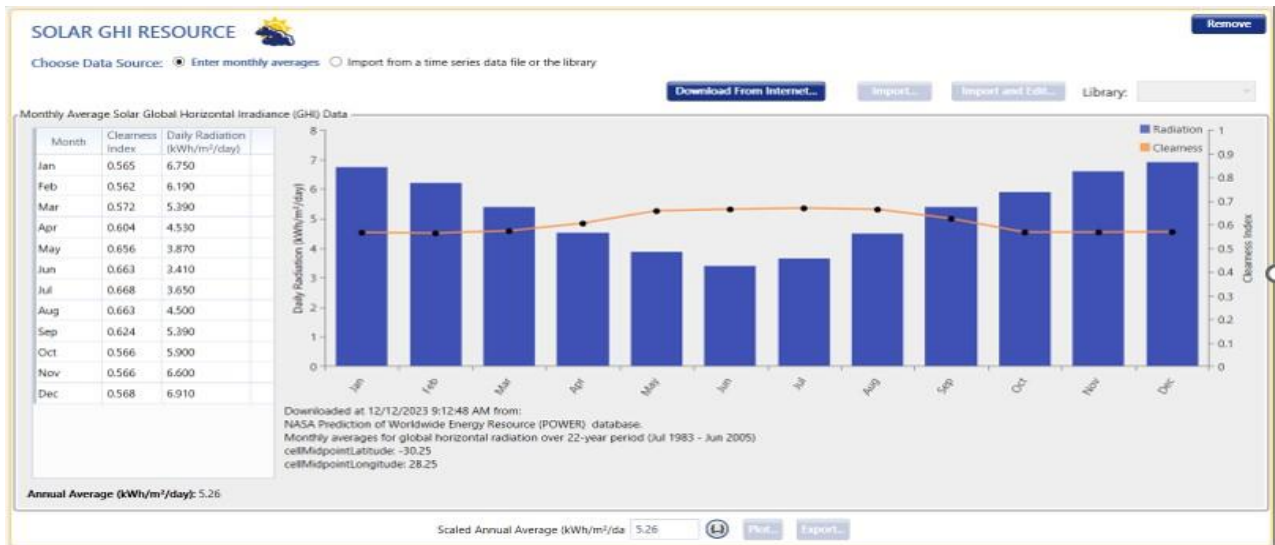 SOLAR GHI RESOURCE
Remove
Choose Data Source: Enter monthly averages Import from a time series data file or the library
Download From Internet... Import... Import and Edit... Library:
Monthly Average Solar Global Horizontal Irradiance (GHI) Data
Month Clearness Index Daily Radiation (kWh/m²/day)
Jan 0.565 6.750
Feb 0.562 6.190
Mar 0.572 5.390
Apr 0.604 4.530
May 0.656 3.870
Jun 0.663 3.410
Jul 0.668 3.650
Aug 0.663 4.500
Sep 0.624 5.390
Oct 0.566 5.900
Nov 0.566 6.600
Dec 0.568 6.910
Daily Radiation (kWh/m²/day)
8
7
6
5
4
3
2
1
0
Jan Feb Mar Apr May Jun Jul Aug Sep Oct Nov Dec
Radiation
Clearness
1
0.9
0.8
0.7
0.6
0.5
0.4
0.3
0.2
0.1
0
Clearness Index
Downloaded at 12/12/2023 9:12:48 AM from:
NASA Prediction of Worldwide Energy Resource (POWER) database.
Monthly averages for global horizontal radiation over 22-year period (Jul 1983 - Jun 2005)
cellMidpointLatitude: -30.25
cellMidpointLongitude: 28.25
Annual Average (kWh/m²/day): 5.26
Scaled Annual Average (kWh/m²/da 5.26 Plot... Export...